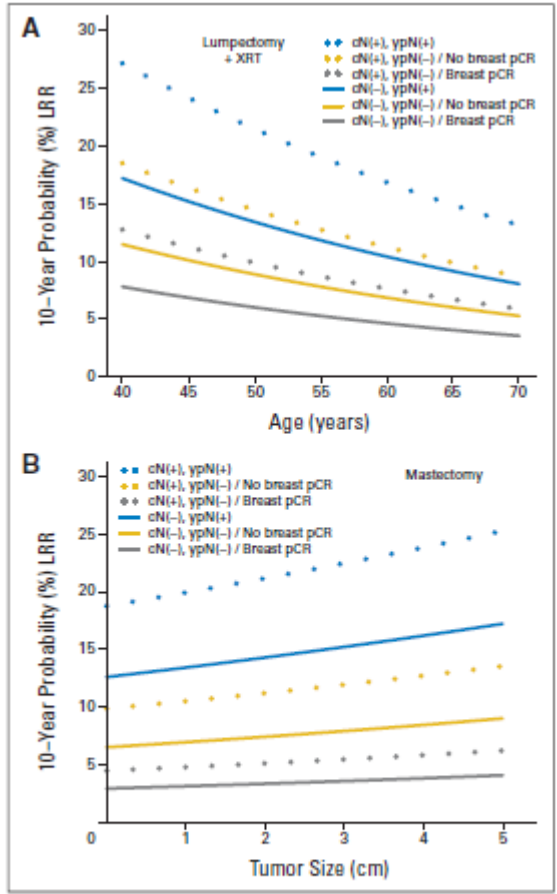 A
30
25
20
15
10
5
0
10–Year Probability (%) LRR
Lumpectomy
+ XRT
cN(+), ypN(+)
cN(+), ypN(–) / No breast pCR
cN(+), ypN(–) / Breast pCR
cN(–), ypN(+)
cN(–), ypN(–) / No breast pCR
cN(–), ypN(–) / Breast pCR
40 45 50 55 60 65 70
Age (years)
B
30
25
20
15
10
5
10–Year Probability (%) LRR
cN(+), ypN(+)
cN(+), ypN(–) / No breast pCR
cN(+), ypN(–) / Breast pCR
cN(–), ypN(+)
cN(–), ypN(–) / No breast pCR
cN(–), ypN(–) / Breast pCR
Mastectomy
0 1 2 3 4 5
Tumor Size (cm)